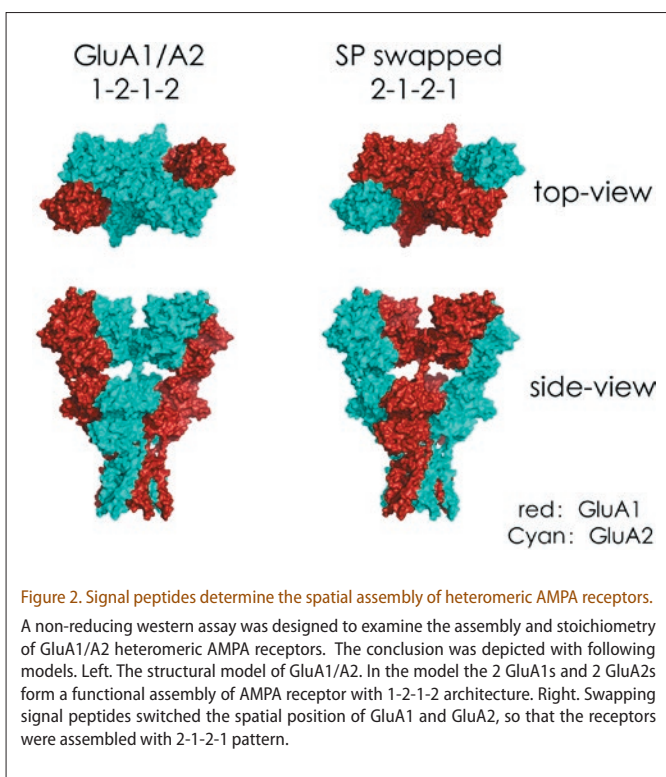 GluA1/A2
1-2-1-2
SP swapped
2-1-2-1
top-view
side-view
red: GluA1
Cyan: GluA2
Figure 2. Signal peptides determine the spatial assembly of heteromeric AMPA receptors.
A non-reducing western assay was designed to examine the assembly and stoichiometry
of GluA1/A2 heteromeric AMPA receptors. The conclusion was depicted with following
models. Left. The structural model of GluA1/A2. In the model the 2 GluA1s and 2 GluA2s
form a functional assembly of AMPA receptor with 1-2-1-2 architecture. Right. Swapping
signal peptides switched the spatial position of GluA1 and GluA2, so that the receptors
were assembled with 2-1-2-1 pattern.